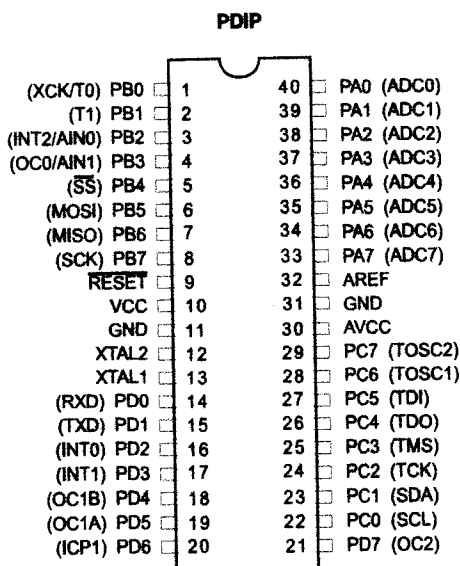 PDIP
(XCK/T0) PB0 1 40 PA0 (ADC0)
(T1) PB1 2 39 PA1 (ADC1)
(INT2/AIN0) PB2 3 38 PA2 (ADC2)
(OC0/AIN1) PB3 4 37 PA3 (ADC3)
(SS) PB4 5 36 PA4 (ADC4)
(MOSI) PB5 6 35 PA5 (ADC5)
(MISO) PB6 7 34 PA6 (ADC6)
(SCK) PB7 8 33 PA7 (ADC7)
RESET 9 32 AREF
VCC 10 31 GND
GND 11 30 AVCC
XTAL2 12 29 PC7 (TOSC2)
XTAL1 13 28 PC6 (TOSC1)
(RXD) PD0 14 27 PC5 (TDI)
(TXD) PD1 15 26 PC4 (TDO)
(INT0) PD2 16 25 PC3 (TMS)
(INT1) PD3 17 24 PC2 (TCK)
(OC1B) PD4 18 23 PC1 (SDA)
(OC1A) PD5 19 22 PC0 (SCL)
(ICP1) PD6 20 21 PD7 (OC2)